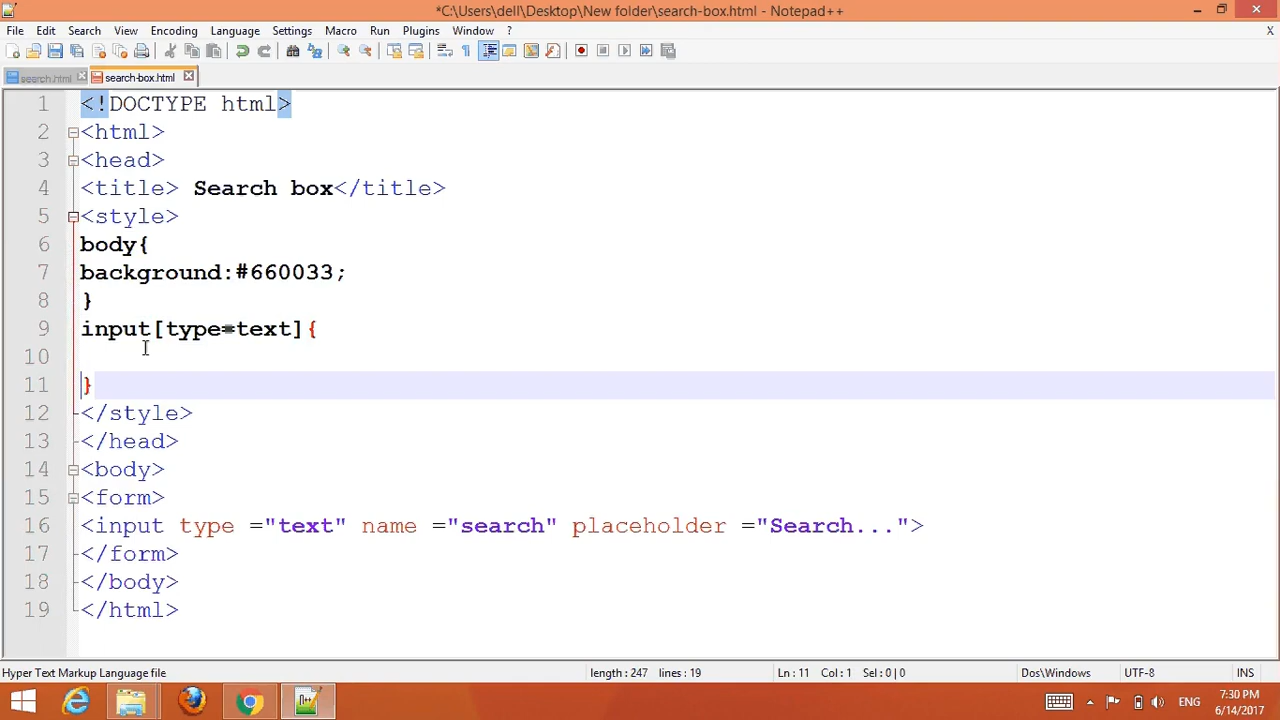 *C:\Users\dell\Desktop\New folder\search-box.html - Notepad++
File Edit Search View Encoding Language Settings Macro Run Plugins Window ? X
search.html search-box.html
1 <!DOCTYPE html>
2 <html>
3 <head>
4 <title> Search box</title>
5 <style>
6 body{
7 background:#660033;
8 }
9 input[type=text]{
10
11 }
12 </style>
13 </head>
14 <body>
15 <form>
16 <input type ="text" name ="search" placeholder ="Search...">
17 </form>
18 </body>
19 </html>
Hyper Text Markup Language file length : 247 lines : 19 Ln : 11 Col : 1 Sel : 0 | 0 Dos\Windows UTF-8 INS
ENG 7:30 PM
6/14/2017